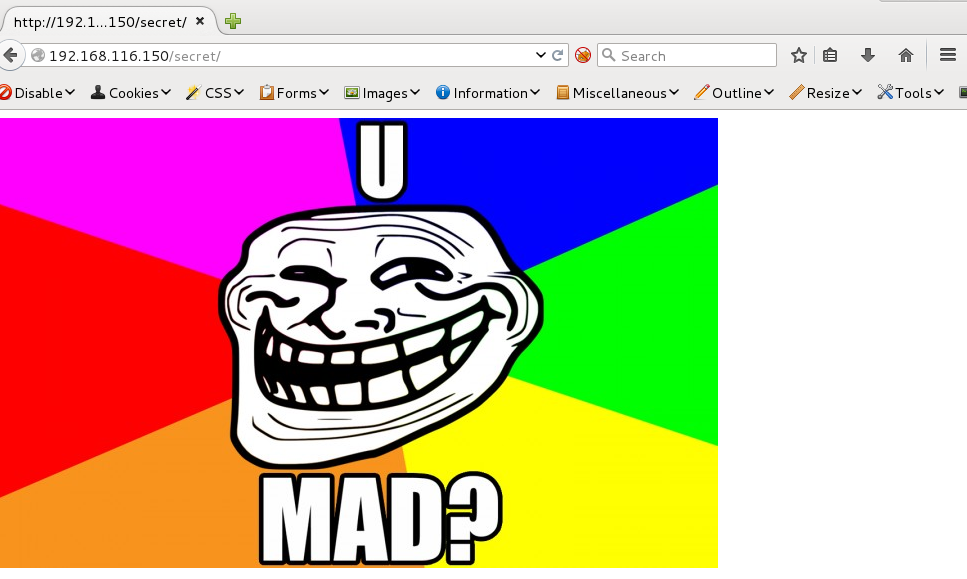 http://192.1...150/secret/
192.168.116.150/secret/
Search
Disable Cookies CSS Forms Images Information Miscellaneous Outline Resize Tools
U
MAD?